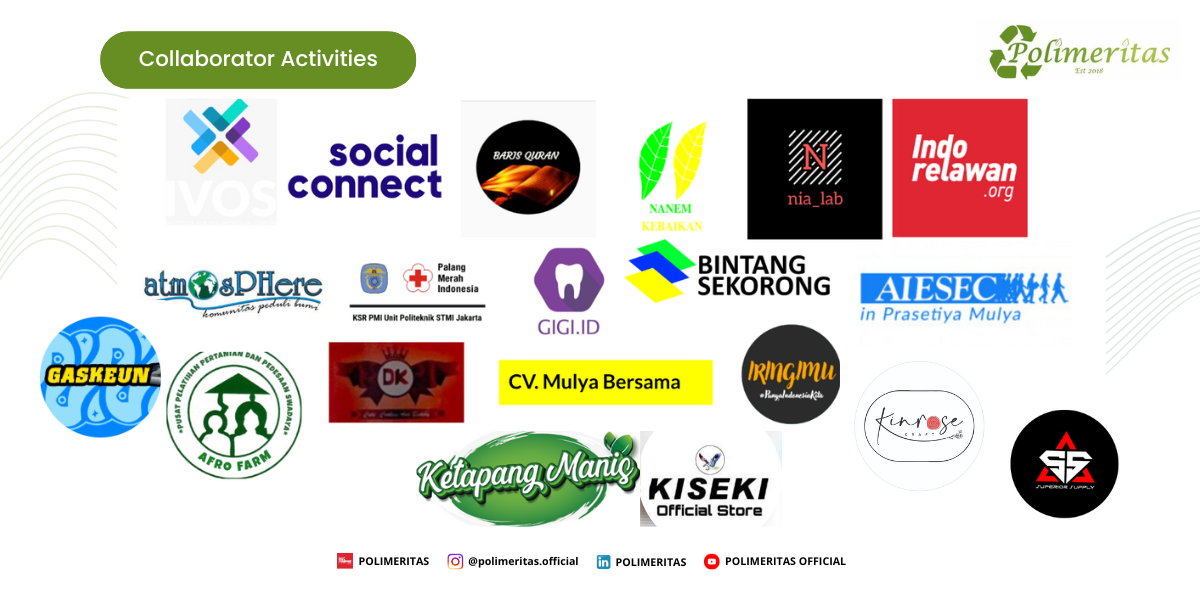 Collaborator Activities
Polimeritas
Est 2018
IVOS
social
connect
BARIS QURAN
NANEM
KEBAIKAN
N
nia_lab
Indo
relawan
.org
atmosPHere
komunitas peduli bumi
Palang
Merah
Indonesia
KSR PMI Unit Politeknik STMI Jakarta
GIGI.ID
BINTANG
SEKORONG
AIESEC
in Prasetiya Mulya
GASKEUN
•PUSAT PELATIHAN PERTANIAN DAN PEDESAAN SWADAYA•
AFRO FARM
DK
CV. Mulya Bersama
IRINGIMU
#PunyaIndonesiaKita
Kinrose
CRAFT
SS
SUPERIOR SUPPLY
Ketapang Manis
KISEKI
Official Store
POLIMERITAS
@polimeritas.official
POLIMERITAS
POLIMERITAS OFFICIAL